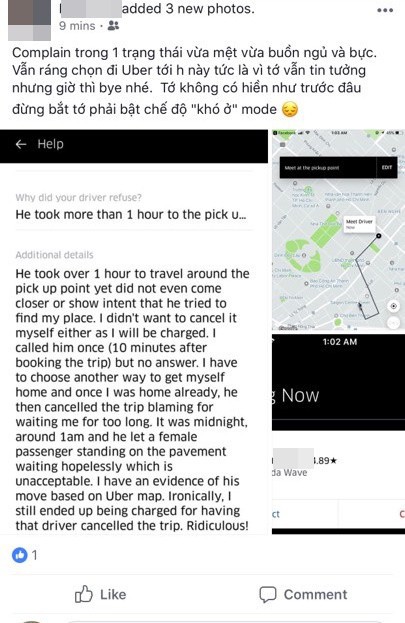 added 3 new photos.
9 mins
Complain trong 1 trạng thái vừa mệt vừa buồn ngủ và bực.
Vẫn ráng chọn đi Uber tới h này tức là vì tớ vẫn tin tưởng
nhưng giờ thì bye nhé. Tớ không có hiền như trước đâu
đừng bắt tớ phải bật chế độ "khó ở" mode 😔
Help
Why did your driver refuse?
He took more than 1 hour to the pick u...
Additional details
He took over 1 hour to travel around the
pick up point yet did not even come
closer or show intent that he tried to
find my place. I didn't want to cancel it
myself either as I will be charged. I
called him once (10 minutes after
booking the trip) but no answer. I have
to choose another way to get myself
home and once I was home already, he
then cancelled the trip blaming for
waiting me for too long. It was midnight,
around 1am and he let a female
passenger standing on the pavement
waiting hopelessly which is
unacceptable. I have an evidence of his
move based on Uber map. Ironically, I
still ended up being charged for having
that driver cancelled the trip. Ridiculous!
Meet at the pickup point
EDIT
Meet Driver
1:02 AM
g Now
.89★
da Wave
ct
C
1
Like
Comment